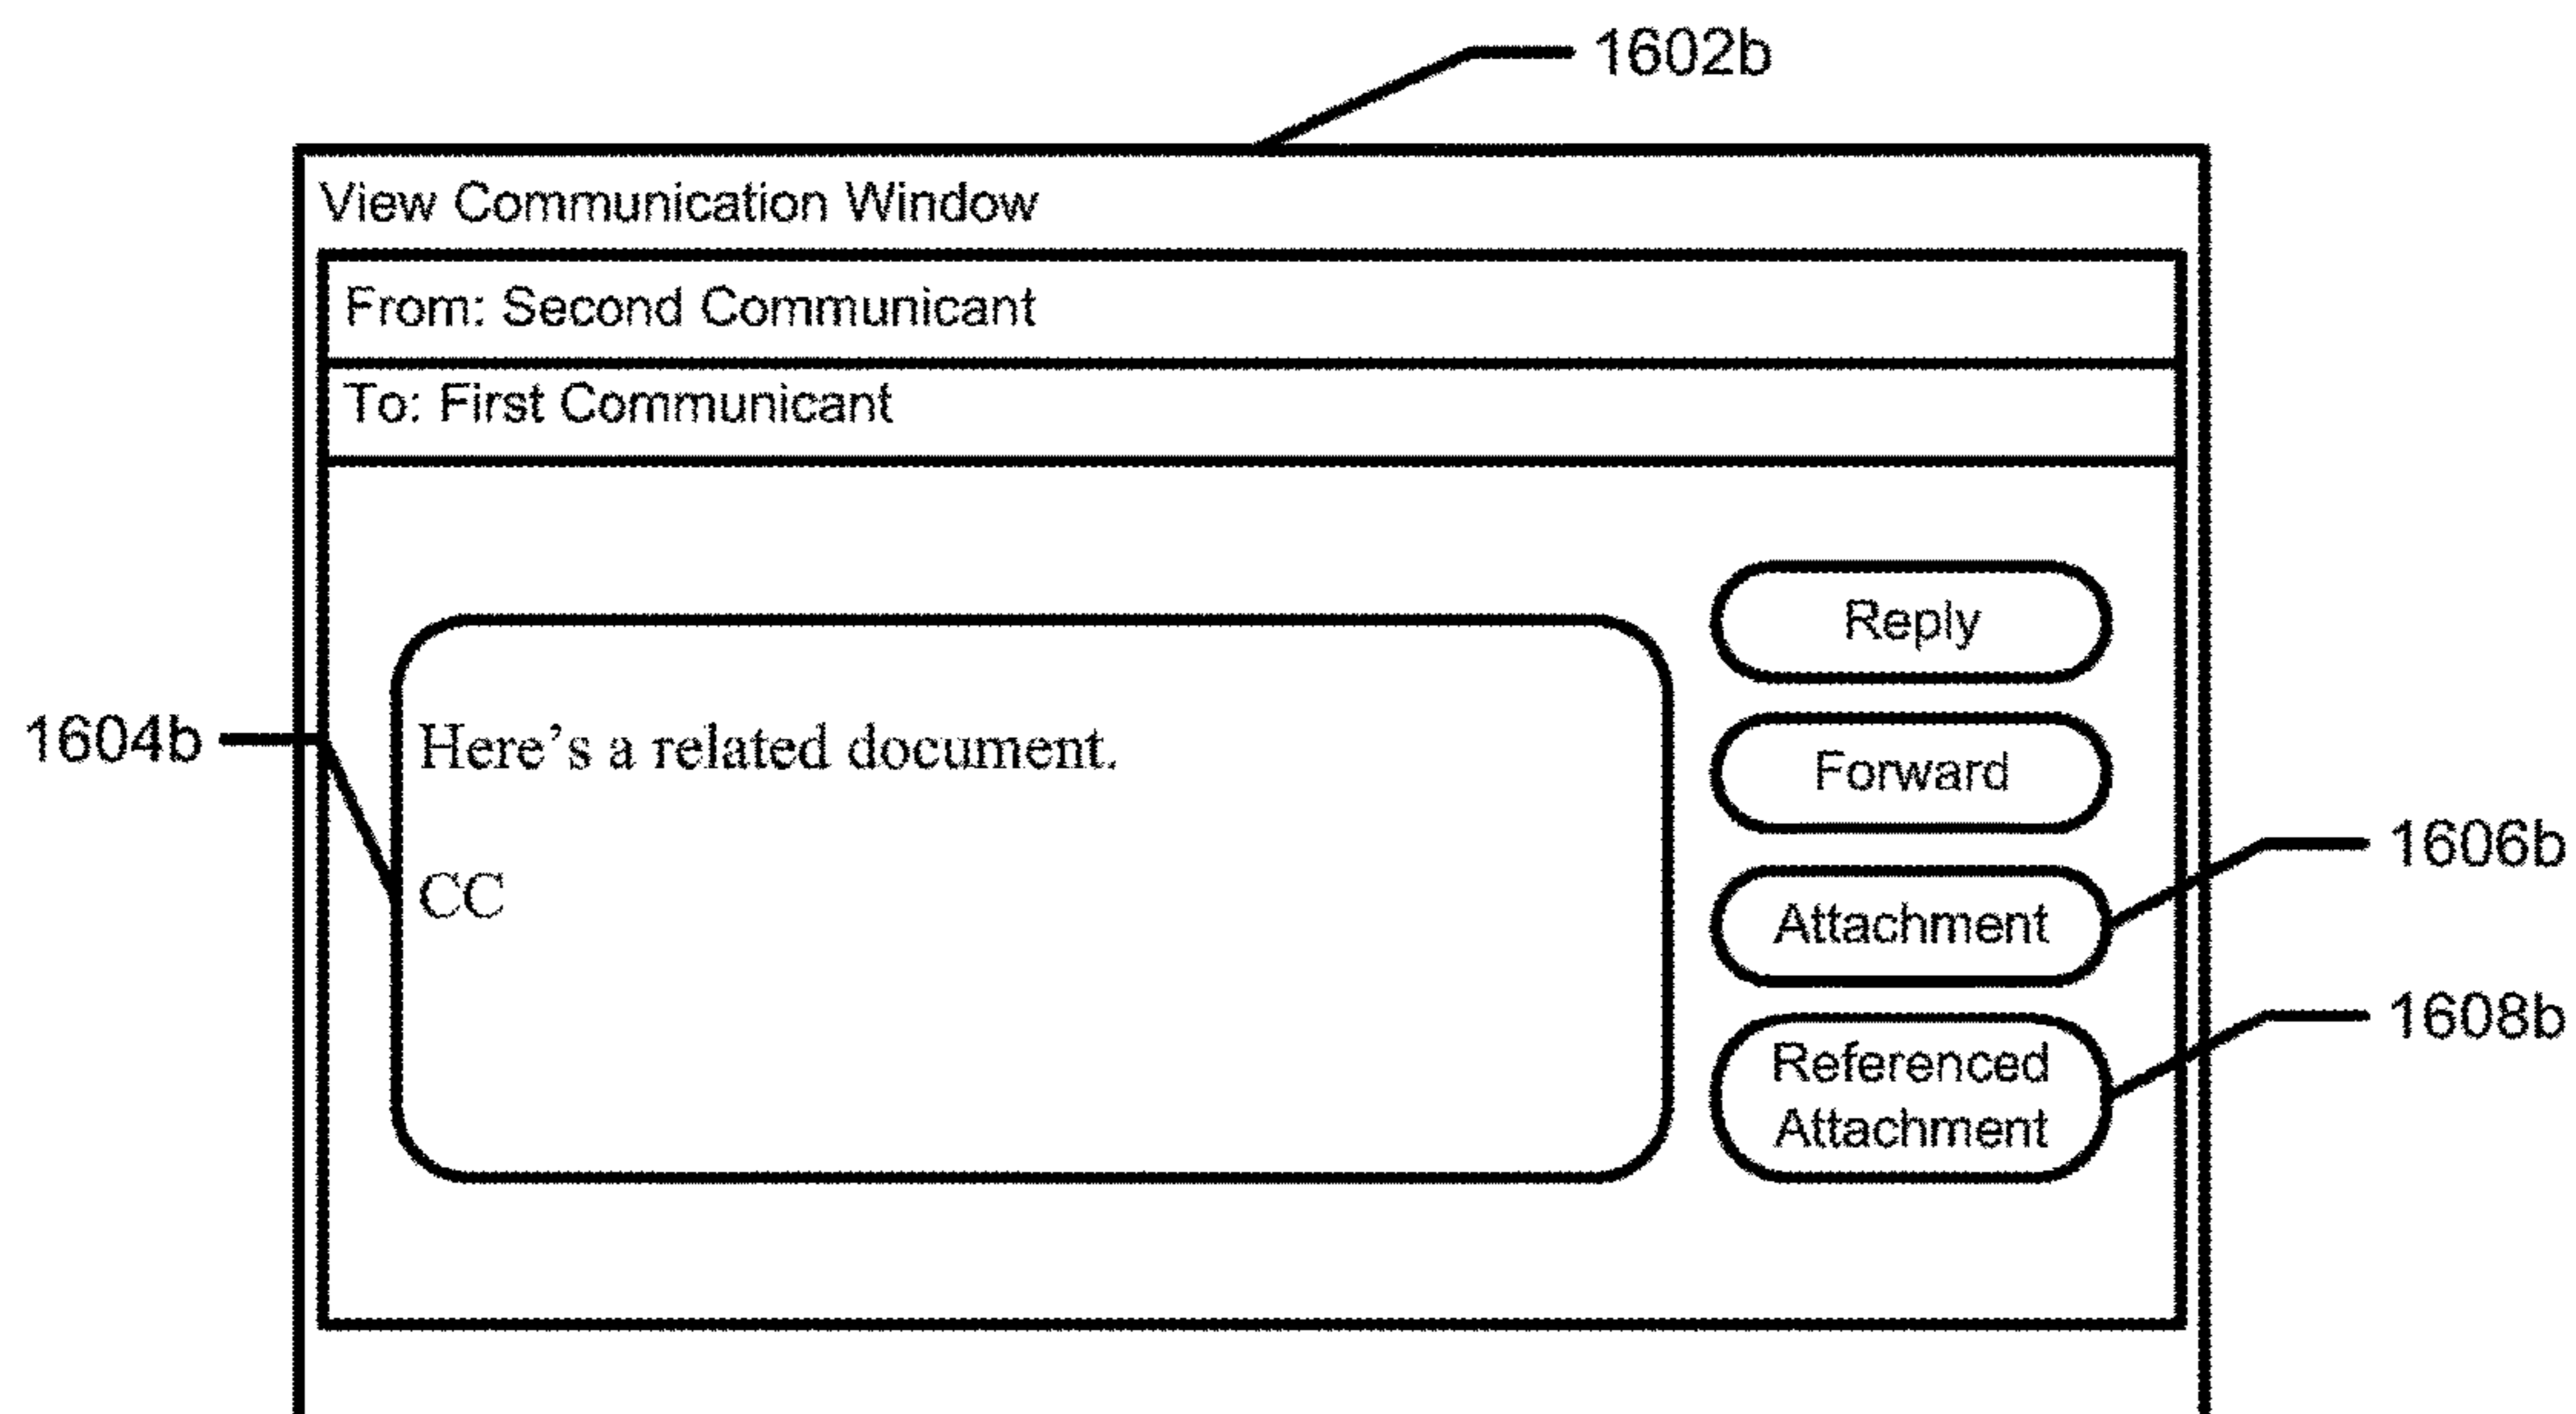 1602b
View Communication Window
From: Second Communicant
To: First Communicant
Reply
1604b
Here’s a related document.
Forward
CC
1606b
Attachment
1608b
Referenced
Attachment